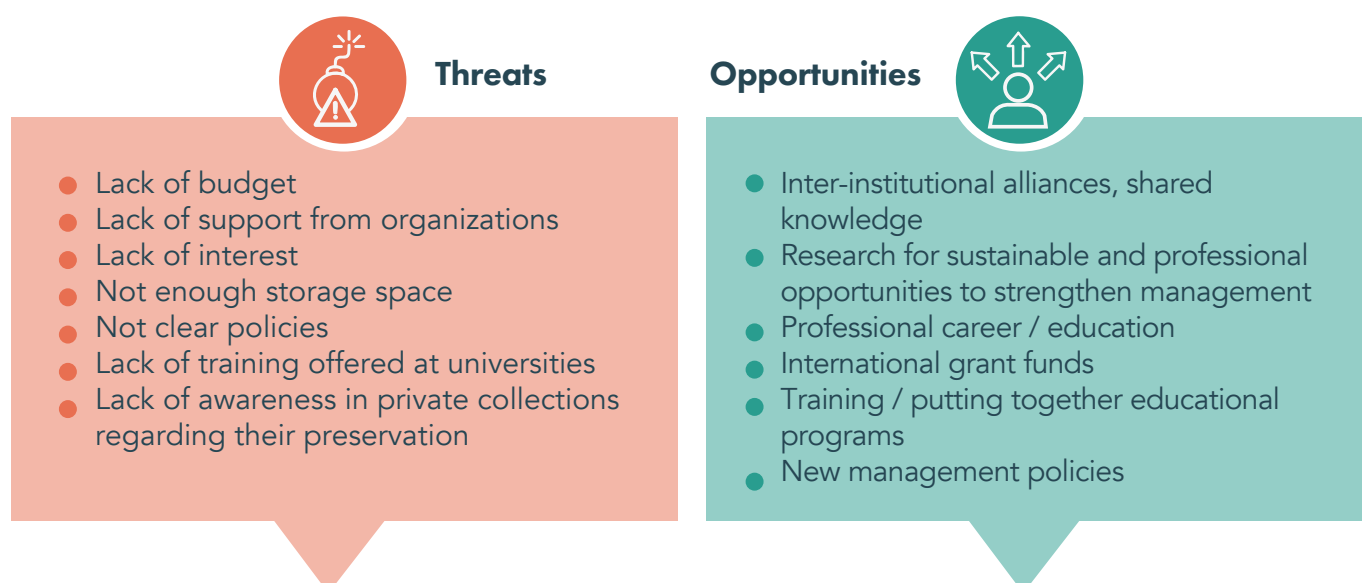 Threats
Lack of budget
Lack of support from organizations
Lack of interest
Not enough storage space
Not clear policies
Lack of training offered at universities
Lack of awareness in private collections
regarding their preservation
Opportunities
Inter-institutional alliances, shared
knowledge
Research for sustainable and professional
opportunities to strengthen management
Professional career / education
International grant funds
Training / putting together educational
programs
New management policies